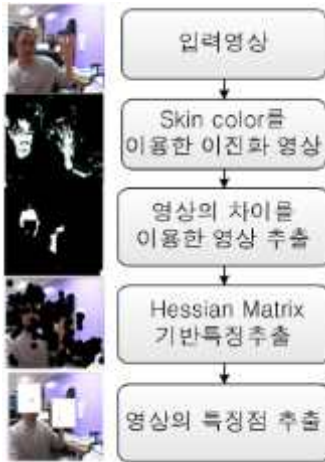 입력영상
Skin color를
이용한 이진화 영상
영상의 차이를
이용한 영상 추출
Hessian Matrix
기반특징추출
영상의 특징점 추출